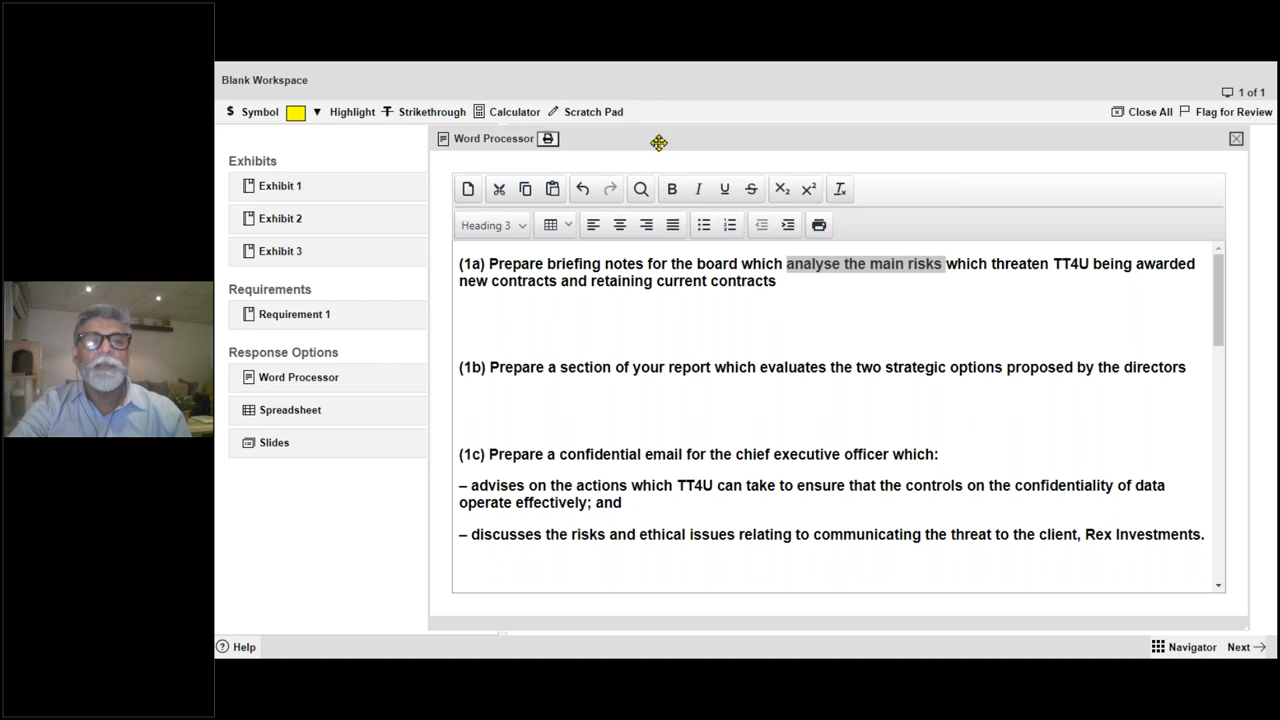 Blank Workspace
1 of 1
$ Symbol Highlight Strikethrough Calculator Scratch Pad Close All Flag for Review
Word Processor
Exhibits
Exhibit 1
Exhibit 2
Exhibit 3
Requirements
Requirement 1
Response Options
Word Processor
Spreadsheet
Slides
B I U S X₂ X² Tx
Heading 3
(1a) Prepare briefing notes for the board which analyse the main risks which threaten TT4U being awarded
new contracts and retaining current contracts
(1b) Prepare a section of your report which evaluates the two strategic options proposed by the directors
(1c) Prepare a confidential email for the chief executive officer which:
– advises on the actions which TT4U can take to ensure that the controls on the confidentiality of data
operate effectively; and
– discusses the risks and ethical issues relating to communicating the threat to the client, Rex Investments.
? Help
Navigator Next